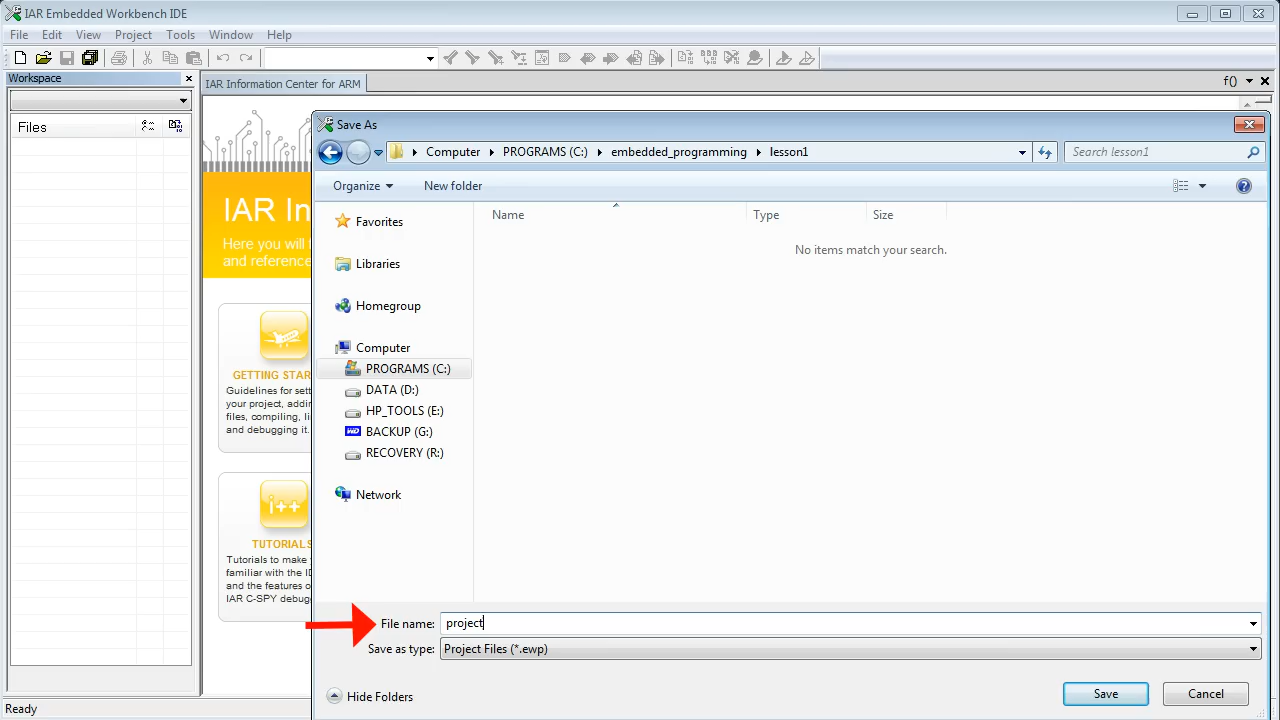 IAR Embedded Workbench IDE
File Edit View Project Tools Window Help
Workspace
IAR Information Center for ARM
f()
Files
Save As
Computer PROGRAMS (C:) embedded_programming lesson1
Search lesson1
Organize New folder
Name Type Size
No items match your search.
Favorites
Libraries
Homegroup
Computer
PROGRAMS (C:)
DATA (D:)
HP_TOOLS (E:)
WD BACKUP (G:)
RECOVERY (R:)
Network
IAR In
Here you will f
and reference
GETTING STAR
Guidelines for sett
your project, addin
files, compiling, li
and debugging it.
i++
TUTORIALS
Tutorials to make
familiar with the ID
and the features o
IAR C-SPY debug
File name: project
Save as type: Project Files (*.ewp)
Hide Folders
Save Cancel
Ready